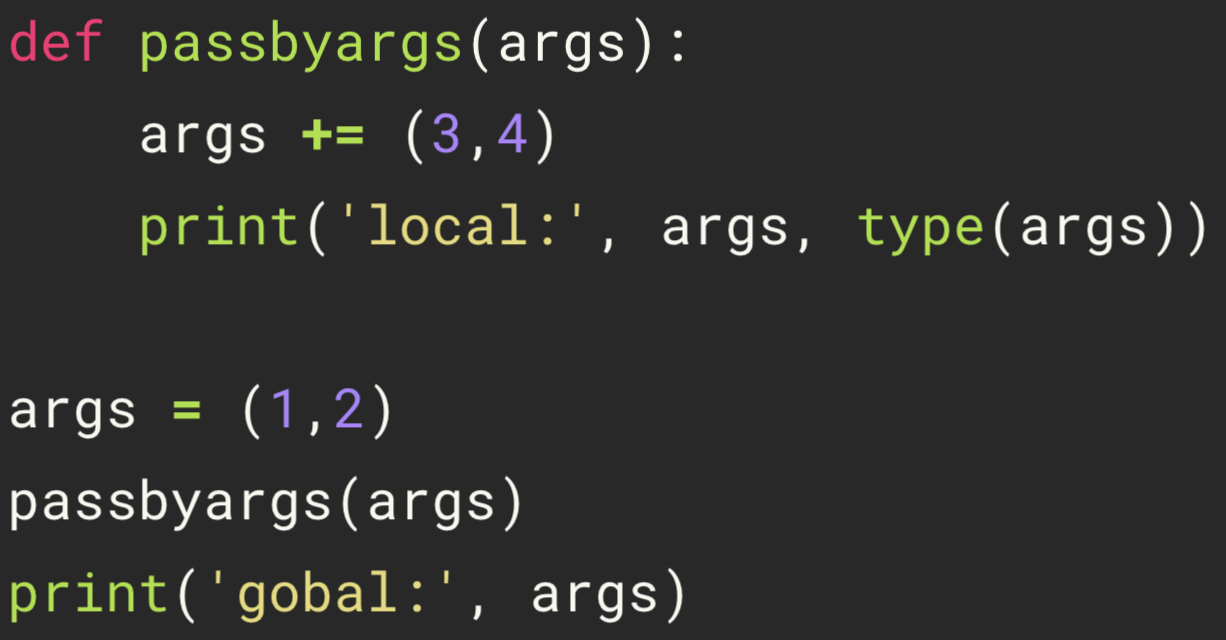 def passbyargs(args):
    args += (3,4)
    print('local:', args, type(args))
args = (1,2)
passbyargs(args)
print('gobal:', args)